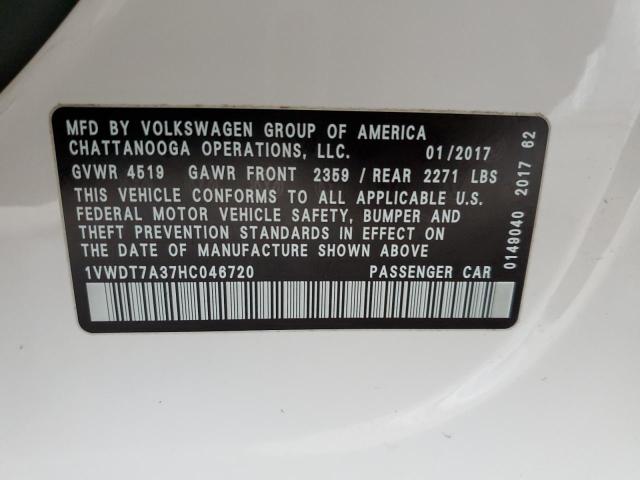 MFD BY VOLKSWAGEN GROUP OF AMERICA
CHATTANOOGA OPERATIONS, LLC. 01/2017
GVWR 4519 GAWR FRONT 2359 / REAR 2271 LBS
THIS VEHICLE CONFORMS TO ALL APPLICABLE U.S.
FEDERAL MOTOR VEHICLE SAFETY, BUMPER AND
THEFT PREVENTION STANDARDS IN EFFECT ON
THE DATE OF MANUFACTURE SHOWN ABOVE
1VWDT7A37HC046720 PASSENGER CAR
0149040 2017 62